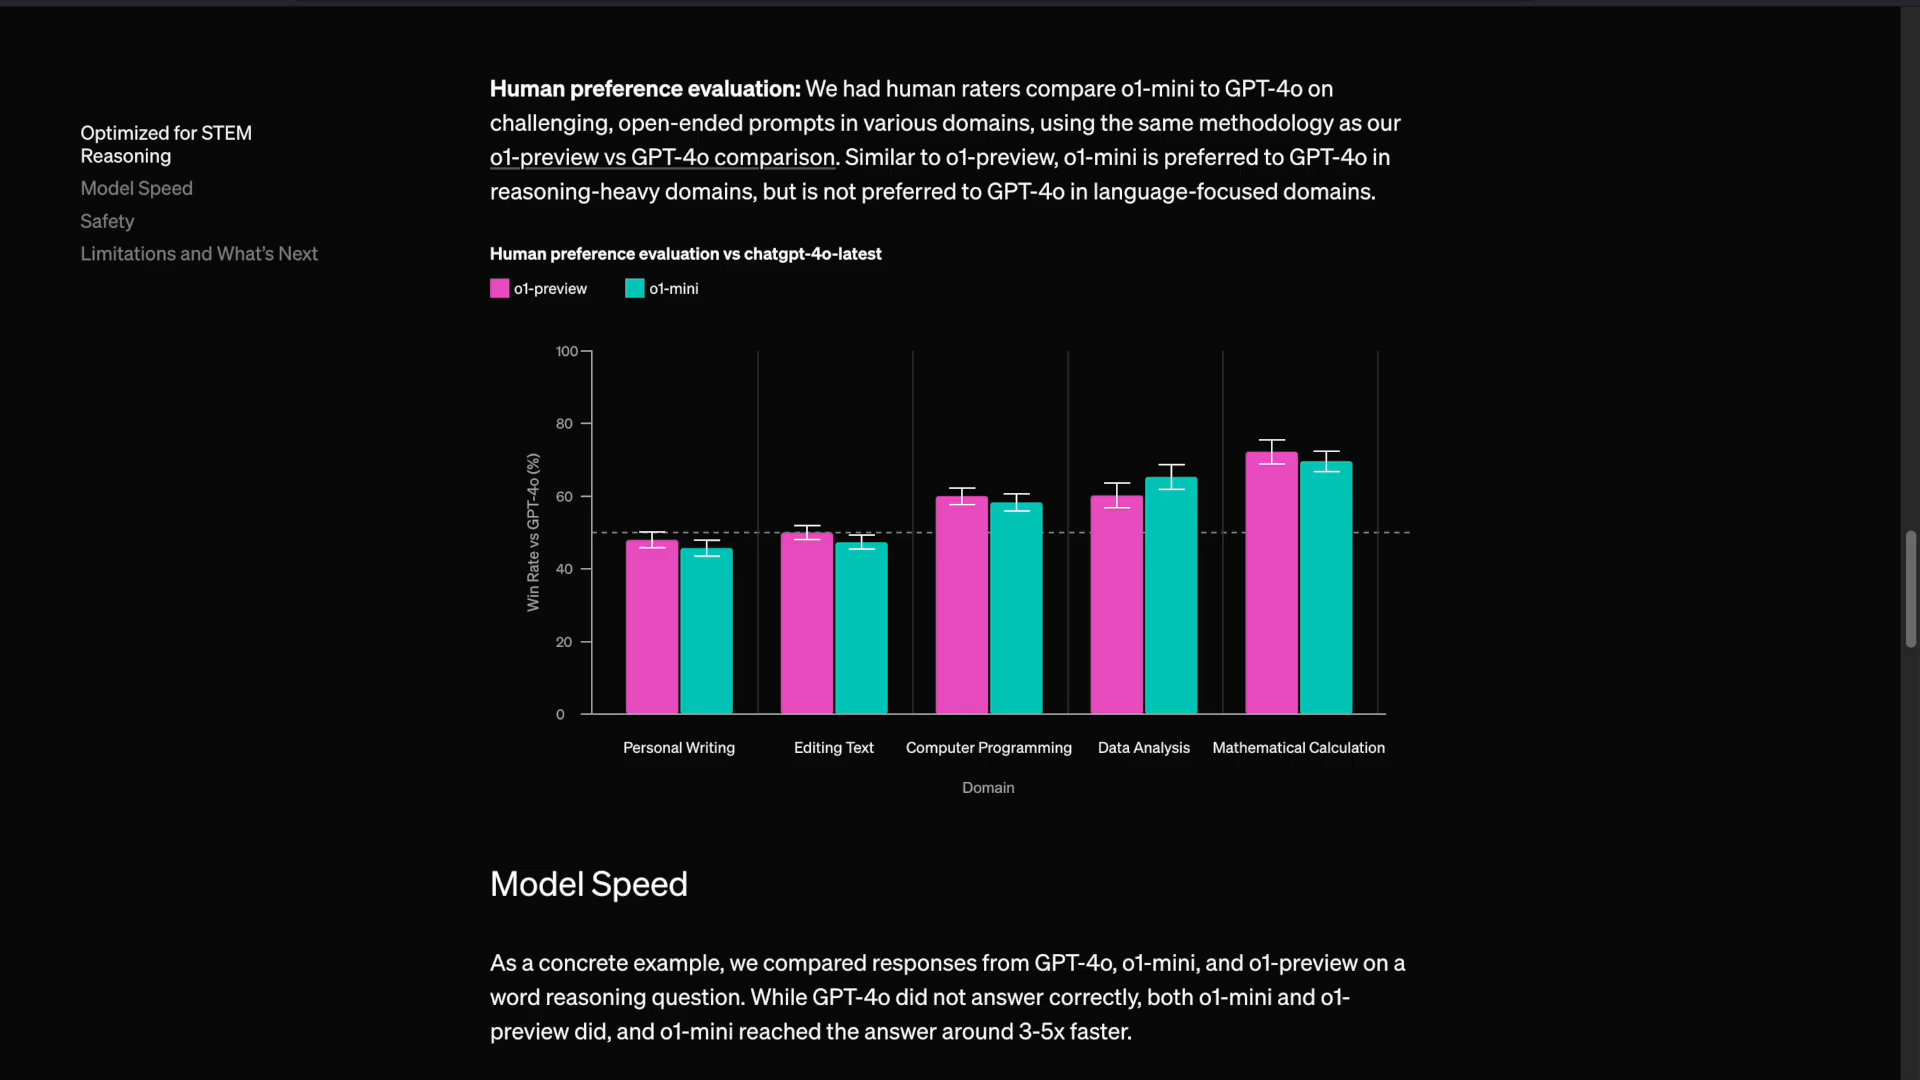 Optimized for STEM
Reasoning
Model Speed
Safety
Limitations and What's Next
Human preference evaluation: We had human raters compare o1-mini to GPT-4o on
challenging, open-ended prompts in various domains, using the same methodology as our
o1-preview vs GPT-4o comparison. Similar to o1-preview, o1-mini is preferred to GPT-4o in
reasoning-heavy domains, but is not preferred to GPT-4o in language-focused domains.
Human preference evaluation vs chatgpt-4o-latest
o1-preview o1-mini
Win Rate vs GPT-4o (%)
100
80
60
40
20
0
Personal Writing Editing Text Computer Programming Data Analysis Mathematical Calculation
Domain
Model Speed
As a concrete example, we compared responses from GPT-4o, o1-mini, and o1-preview on a
word reasoning question. While GPT-4o did not answer correctly, both o1-mini and o1-
preview did, and o1-mini reached the answer around 3-5x faster.